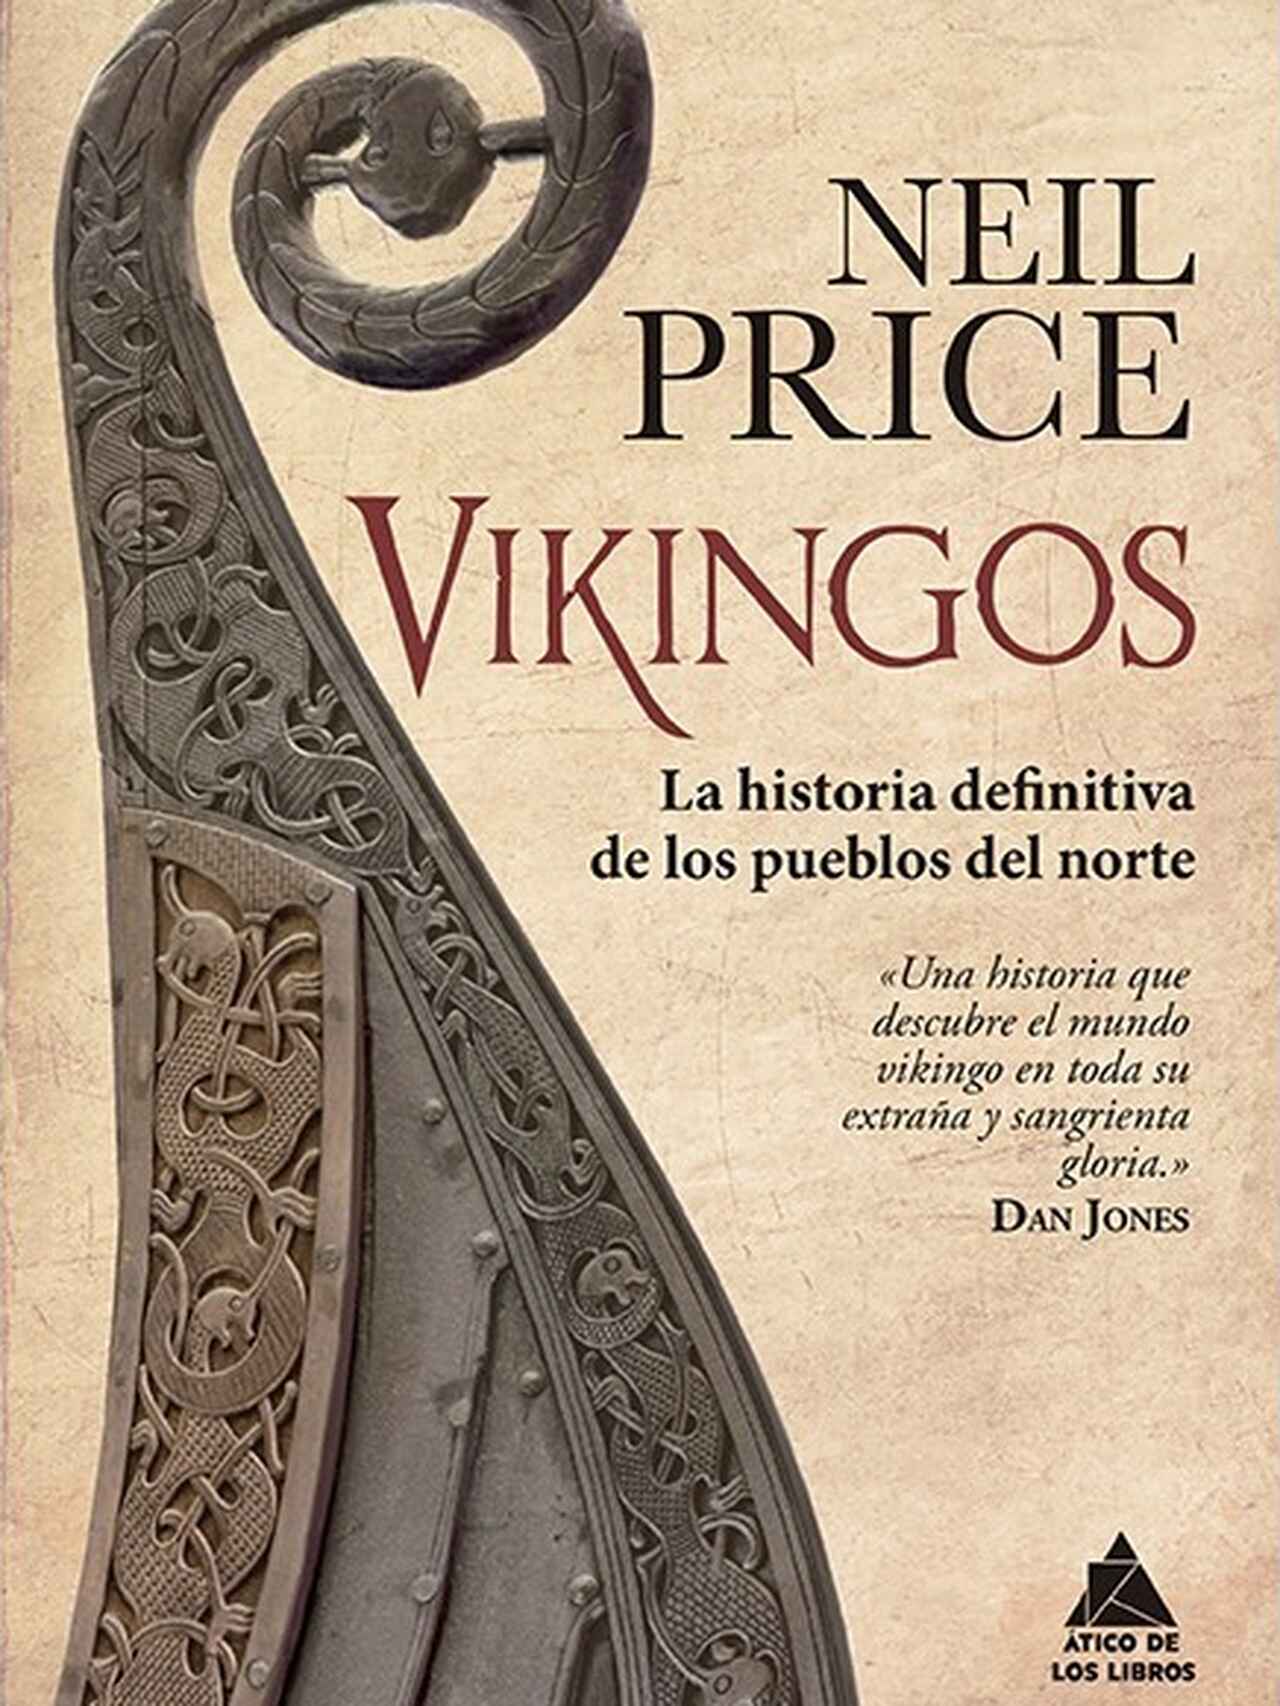 NEIL
PRICE
VIKINGOS
La historia definitiva
de los pueblos del norte
«Una historia que
descubre el mundo
vikingo en toda su
extraña y sangrienta
gloria.»
DAN JONES
ÁTICO DE
LOS LIBROS